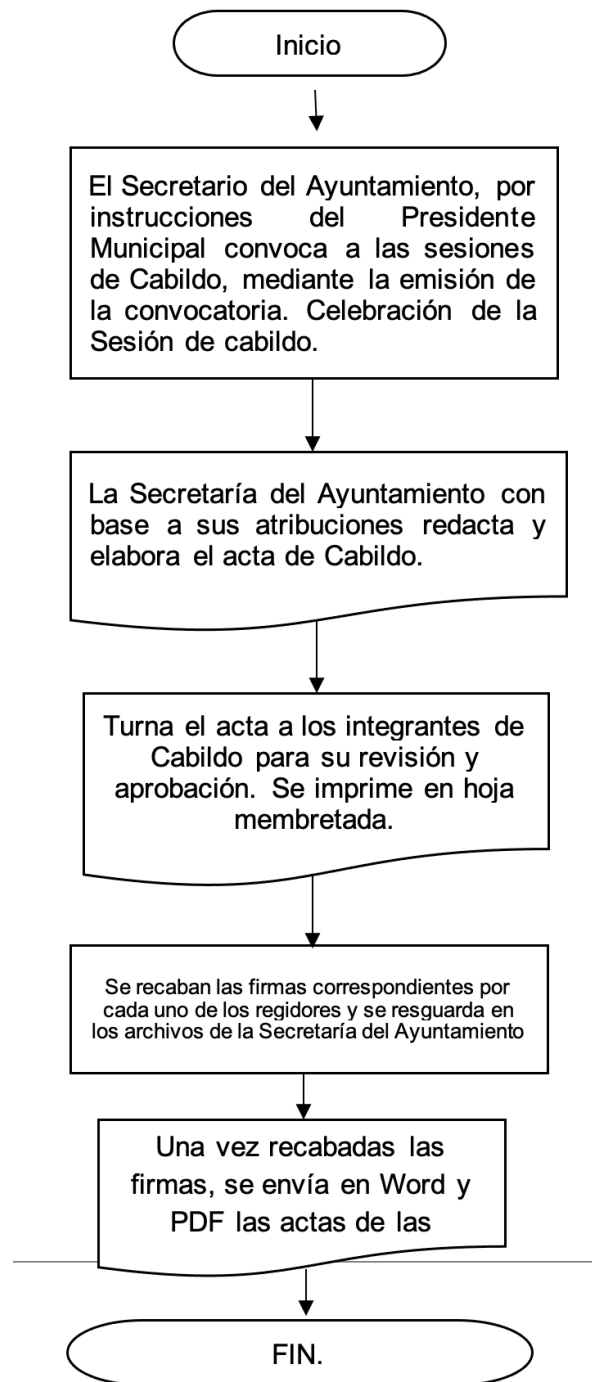 Inicio
El Secretario del Ayuntamiento, por
instrucciones del Presidente
Municipal convoca a las sesiones
de Cabildo, mediante la emisión de
la convocatoria. Celebración de la
Sesión de cabildo.
La Secretaría del Ayuntamiento con
base a sus atribuciones redacta y
elabora el acta de Cabildo.
Turna el acta a los integrantes de
Cabildo para su revisión y
aprobación. Se imprime en hoja
membretada.
Se recaban las firmas correspondientes por
cada uno de los regidores y se resguarda en
los archivos de la Secretaría del Ayuntamiento
Una vez recabadas las
firmas, se envía en Word y
PDF las actas de las
FIN.